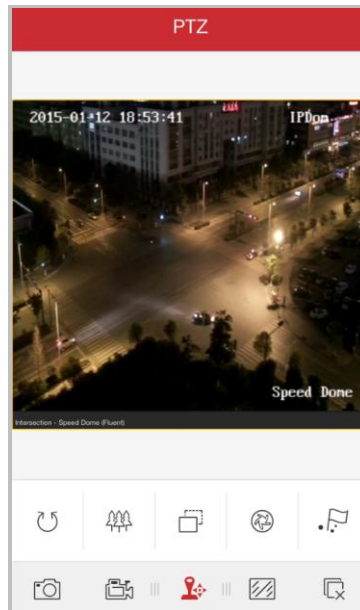 PTZ
2015-01-12 18:53:41
IPDom
Speed Dome
Intersection - Speed Dome (Fluent)